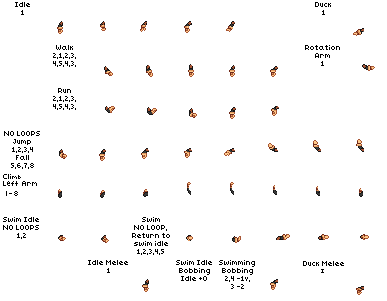 Idle
1
Duck
1
Walk
2,1,2,3,
4,5,4,3,
Rotation
Arm
1
Run
2,1,2,3,
4,5,4,3,
NO LOOPS
Jump
1,2,3,4
Fall
5,6,7,8
Climb
Left Arm
1-8
Swim Idle
NO LOOPS
1,2
Swim
NO LOOP,
Return to
swim idle
1,2,3,4,5
Swim Idle
Bobbing
Idle +0
Swimming
Bobbing
2,4 -1v,
3 -2
Idle Melee
1
Duck Melee
1